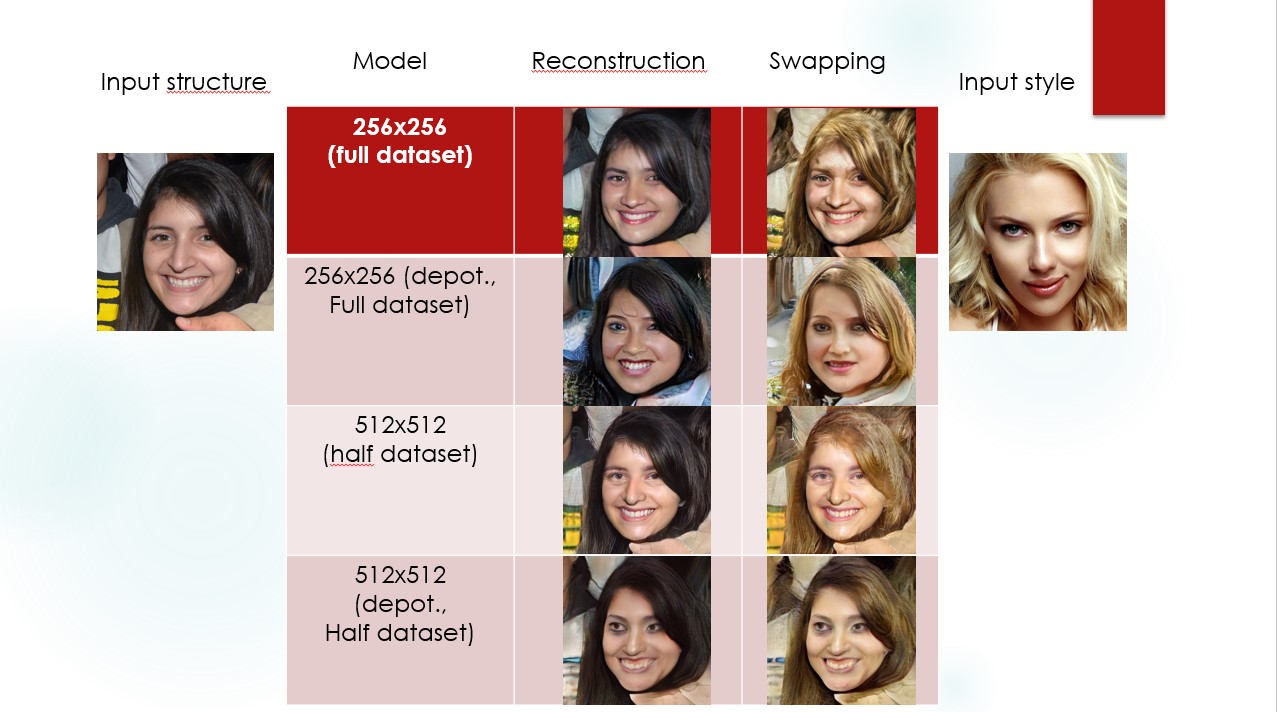 Input structure
Model
Reconstruction
Swapping
Input style
256x256
(full dataset)
256x256 (depot.,
Full dataset)
512x512
(half dataset)
512x512
(depot.,
Half dataset)